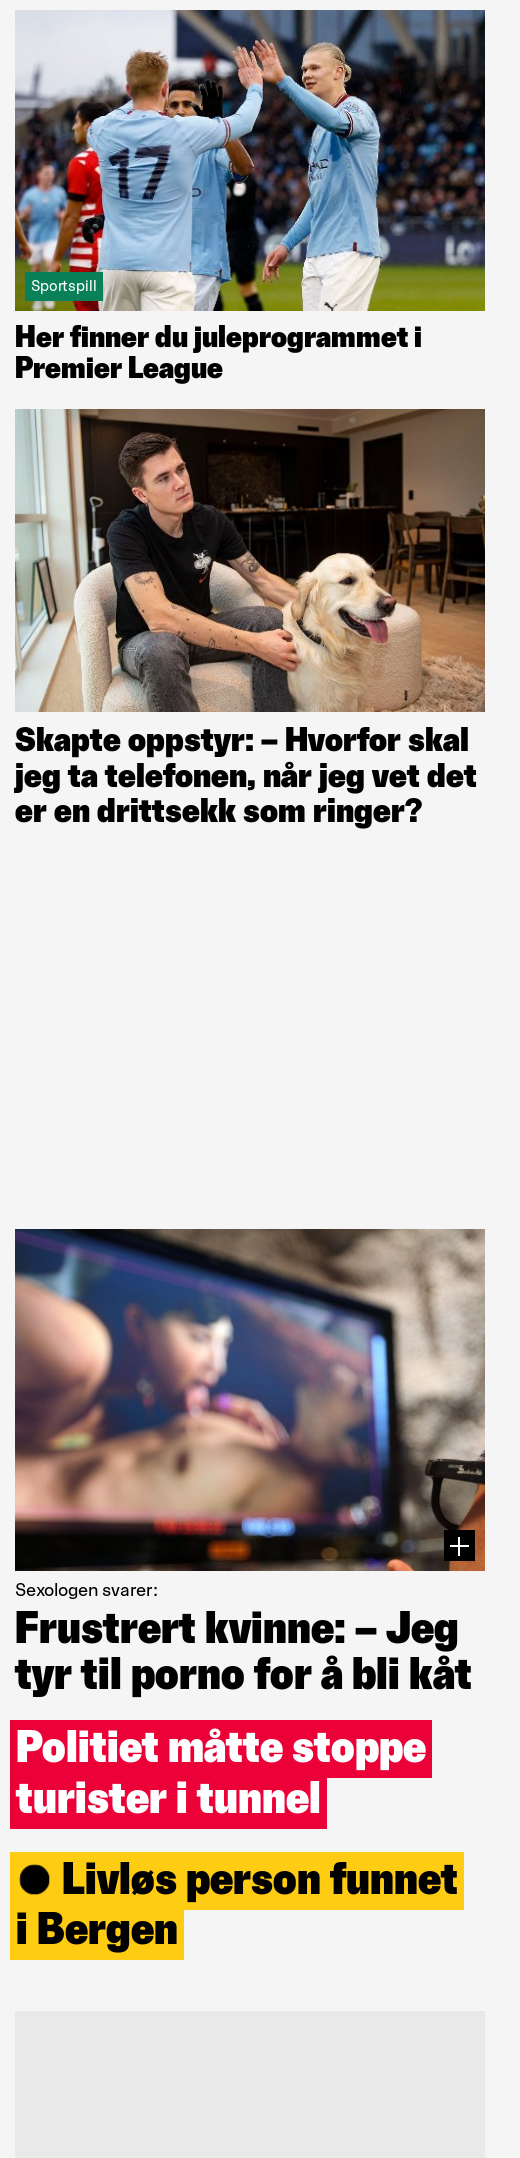 17
Sportspill
Her finner du juleprogrammet i
Premier League
Skapte oppstyr: – Hvorfor skal
jeg ta telefonen, når jeg vet det
er en drittsekk som ringer?
Sexologen svarer:
Frustrert kvinne: – Jeg
tyr til porno for å bli kåt
Politiet måtte stoppe
turister i tunnel
Livløs person funnet
i Bergen